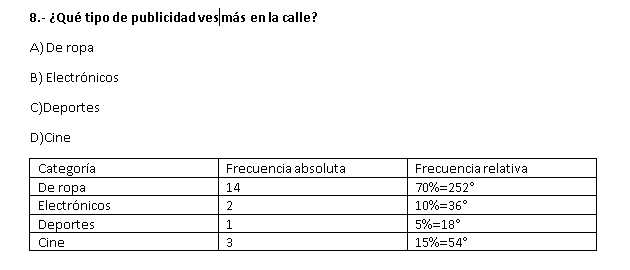 8.- ¿Qué tipo de publicidad ves más en la calle?
A) De ropa
B) Electrónicos
C)Deportes
D)Cine
Categoría Frecuencia absoluta Frecuencia relativa
De ropa 14 70%=252°
Electrónicos 2 10%=36°
Deportes 1 5%=18°
Cine 3 15%=54°